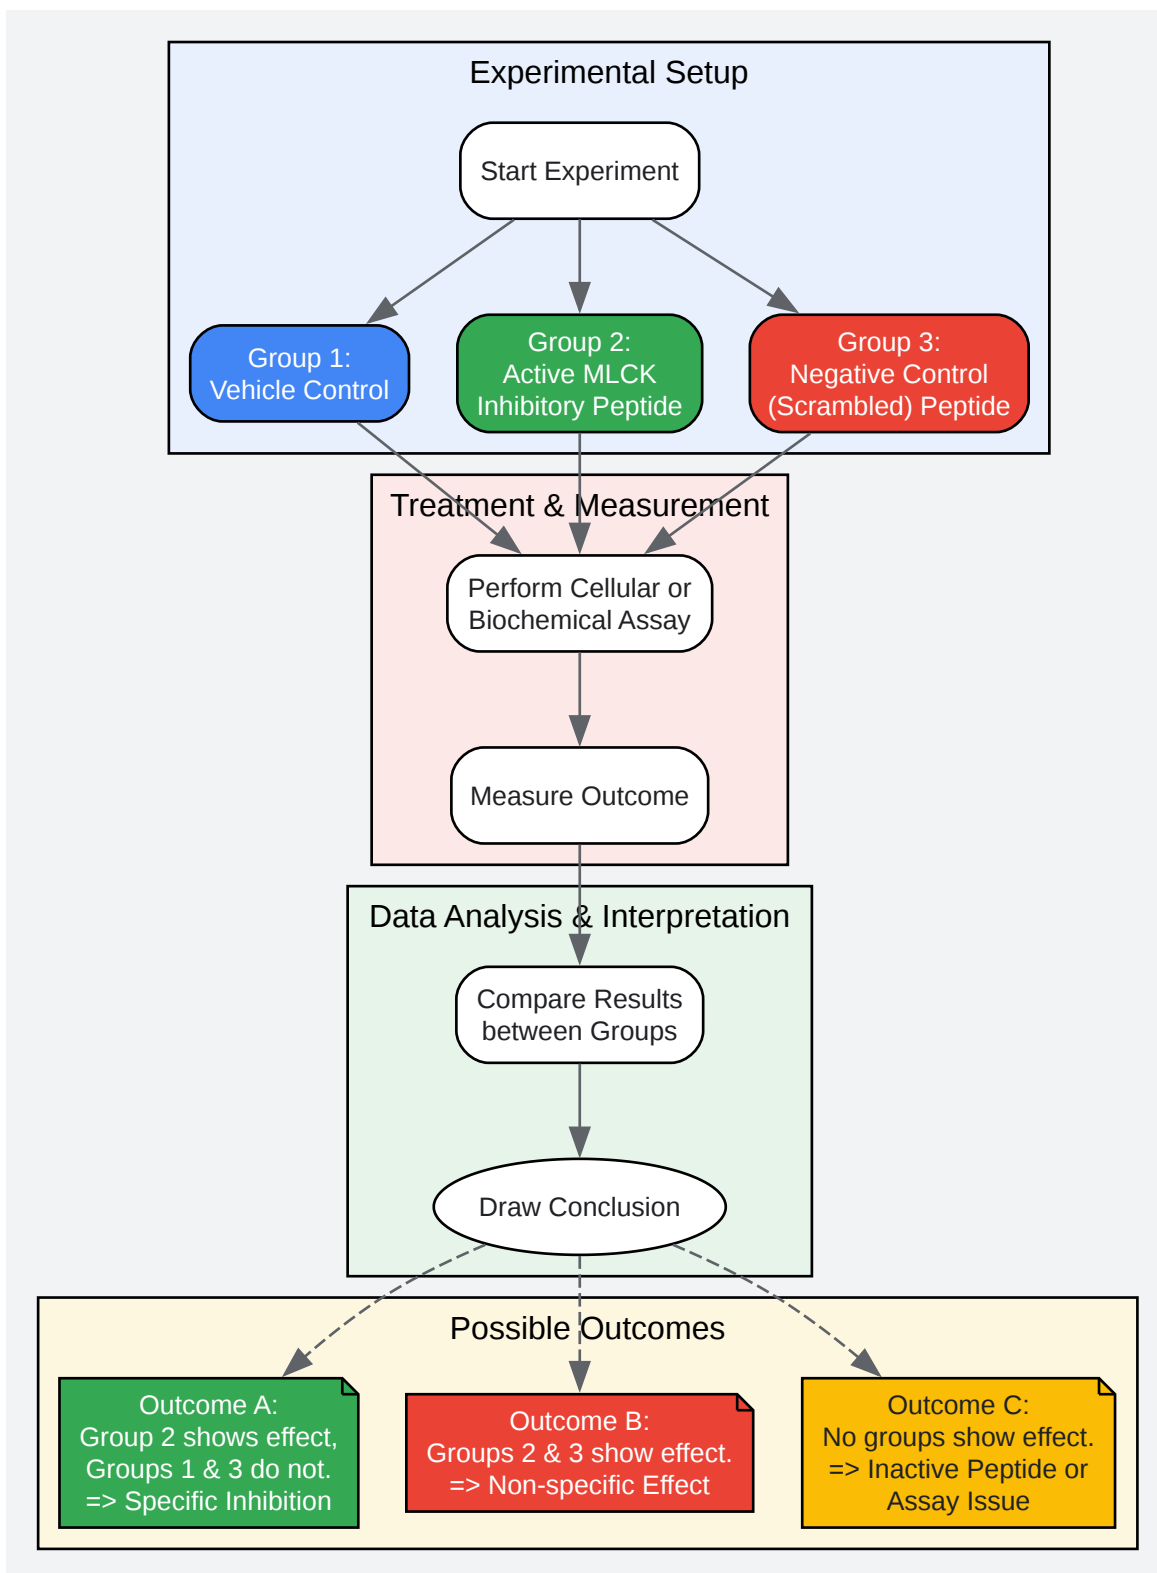 Experimental Setup
Start Experiment
Group 1:
Vehicle Control
Group 2:
Active MLCK
Inhibitory Peptide
Group 3:
Negative Control
(Scrambled) Peptide
Treatment & Measurement
Perform Cellular or
Biochemical Assay
Measure Outcome
Data Analysis & Interpretation
Compare Results
between Groups
Draw Conclusion
Possible Outcomes
Outcome A:
Group 2 shows effect,
Groups 1 & 3 do not.
=> Specific Inhibition
Outcome B:
Groups 2 & 3 show effect.
=> Non-specific Effect
Outcome C:
No groups show effect.
=> Inactive Peptide or
Assay Issue